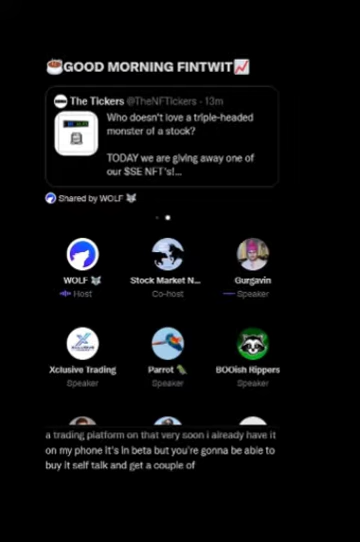 ☕GOOD MORNING FINTWIT📈
The Tickers @TheNFTickers · 13m
Who doesn't love a triple-headed
monster of a stock?
TODAY we are giving away one of
our $SE NFT's!...
Shared by WOLF 🐺
WOLF 🐺 Stock Market N... Gurgavin
Host Co-host Speaker
Xclusive Trading Parrot 🦜 BOOish Rippers
Speaker Speaker Speaker
a trading platform on that very soon i already have it
on my phone it's in beta but you're gonna be able to
buy it self talk and get a couple of